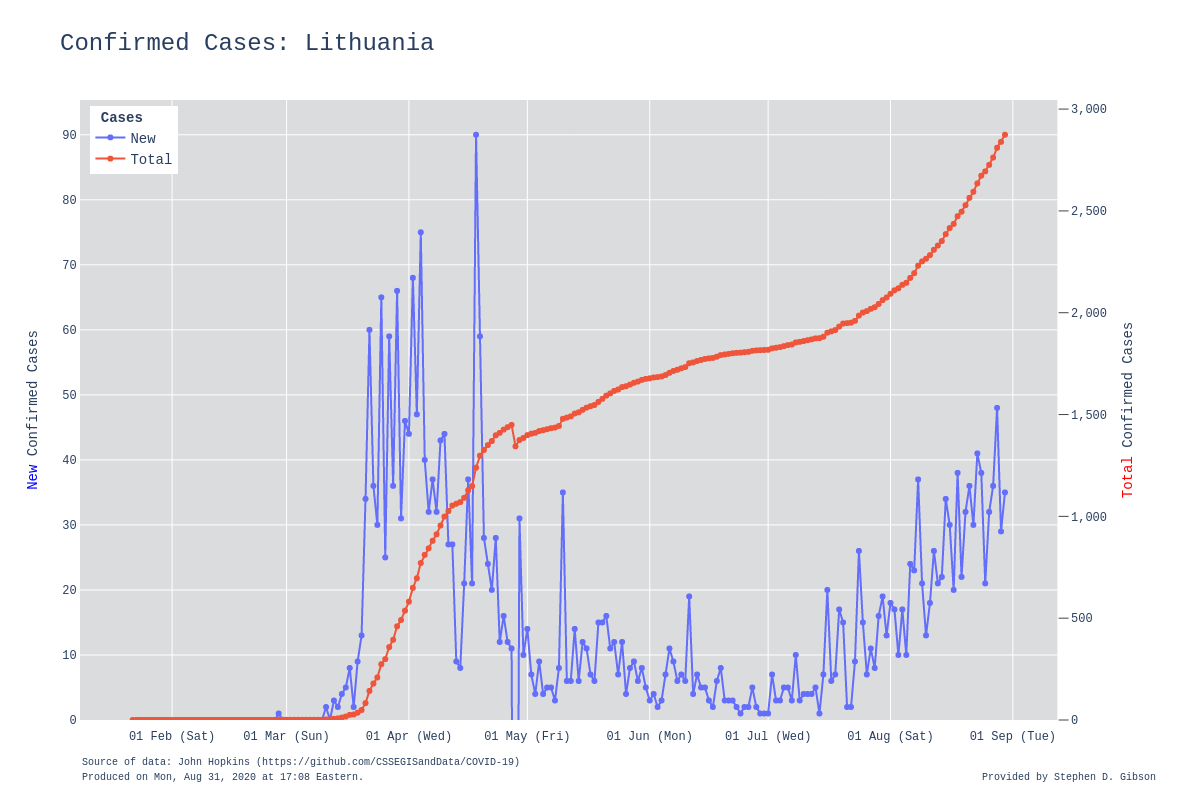 Confirmed Cases: Lithuania
Cases
New
Total
90
80
70
60
50
40
30
20
10
0
New Confirmed Cases
3,000
2,500
2,000
1,500
1,000
500
0
Total Confirmed Cases
01 Feb (Sat) 01 Mar (Sun) 01 Apr (Wed) 01 May (Fri) 01 Jun (Mon) 01 Jul (Wed) 01 Aug (Sat) 01 Sep (Tue)
Source of data: John Hopkins (https://github.com/CSSEGISandData/COVID-19)
Produced on Mon, Aug 31, 2020 at 17:08 Eastern.
Provided by Stephen D. Gibson